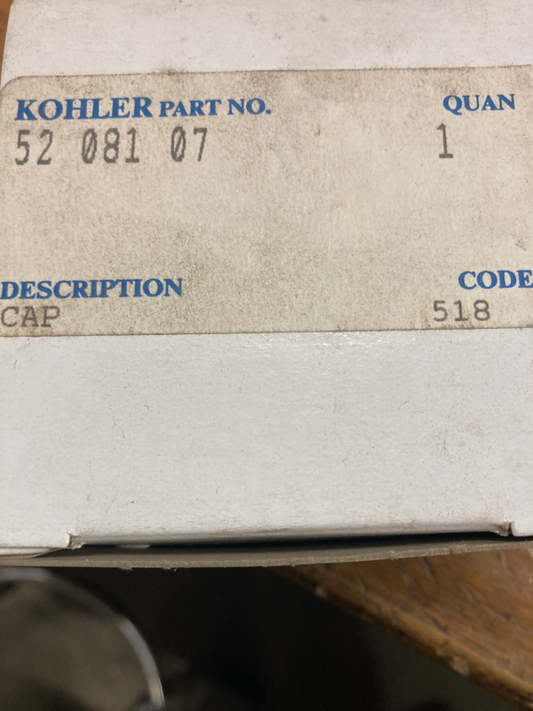 KOHLER PART NO. QUAN
52 081 07 1
DESCRIPTION CODE
CAP 518